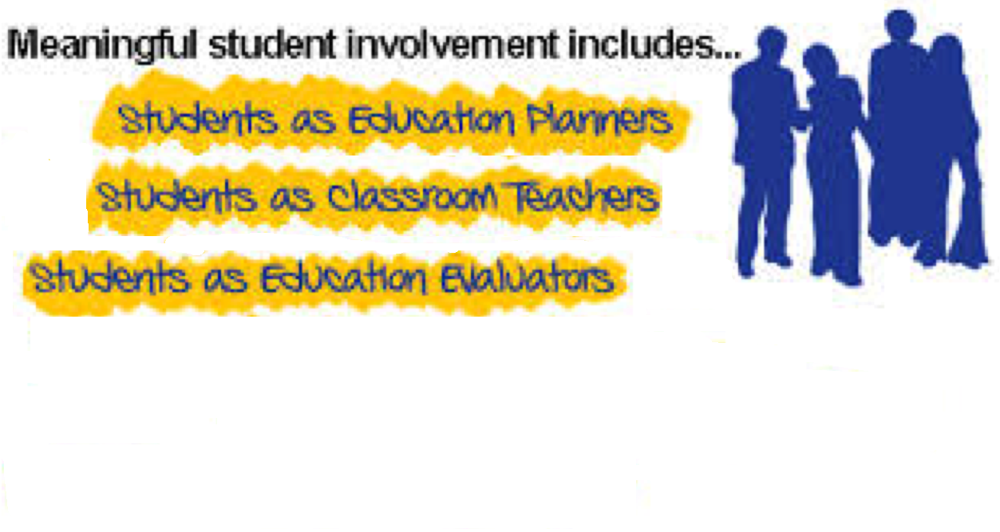 Meaningful student involvement includes...
Students as Education Planners
Students as Classroom Teachers
Students as Education Evaluators